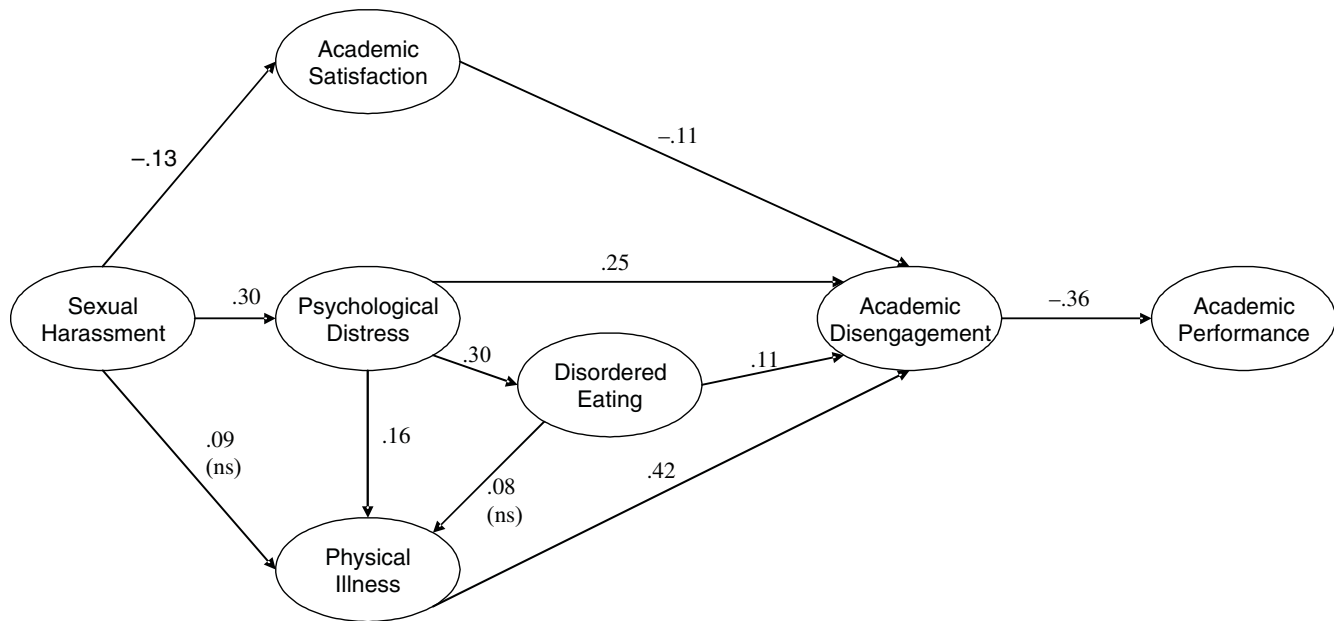 Academic
Satisfaction
–.13
–.11
Sexual
Harassment
.30
Psychological
Distress
.25
Academic
Disengagement
–.36
Academic
Performance
.30
Disordered
Eating
.11
.09
(ns)
.16
.08
(ns)
.42
Physical
Illness